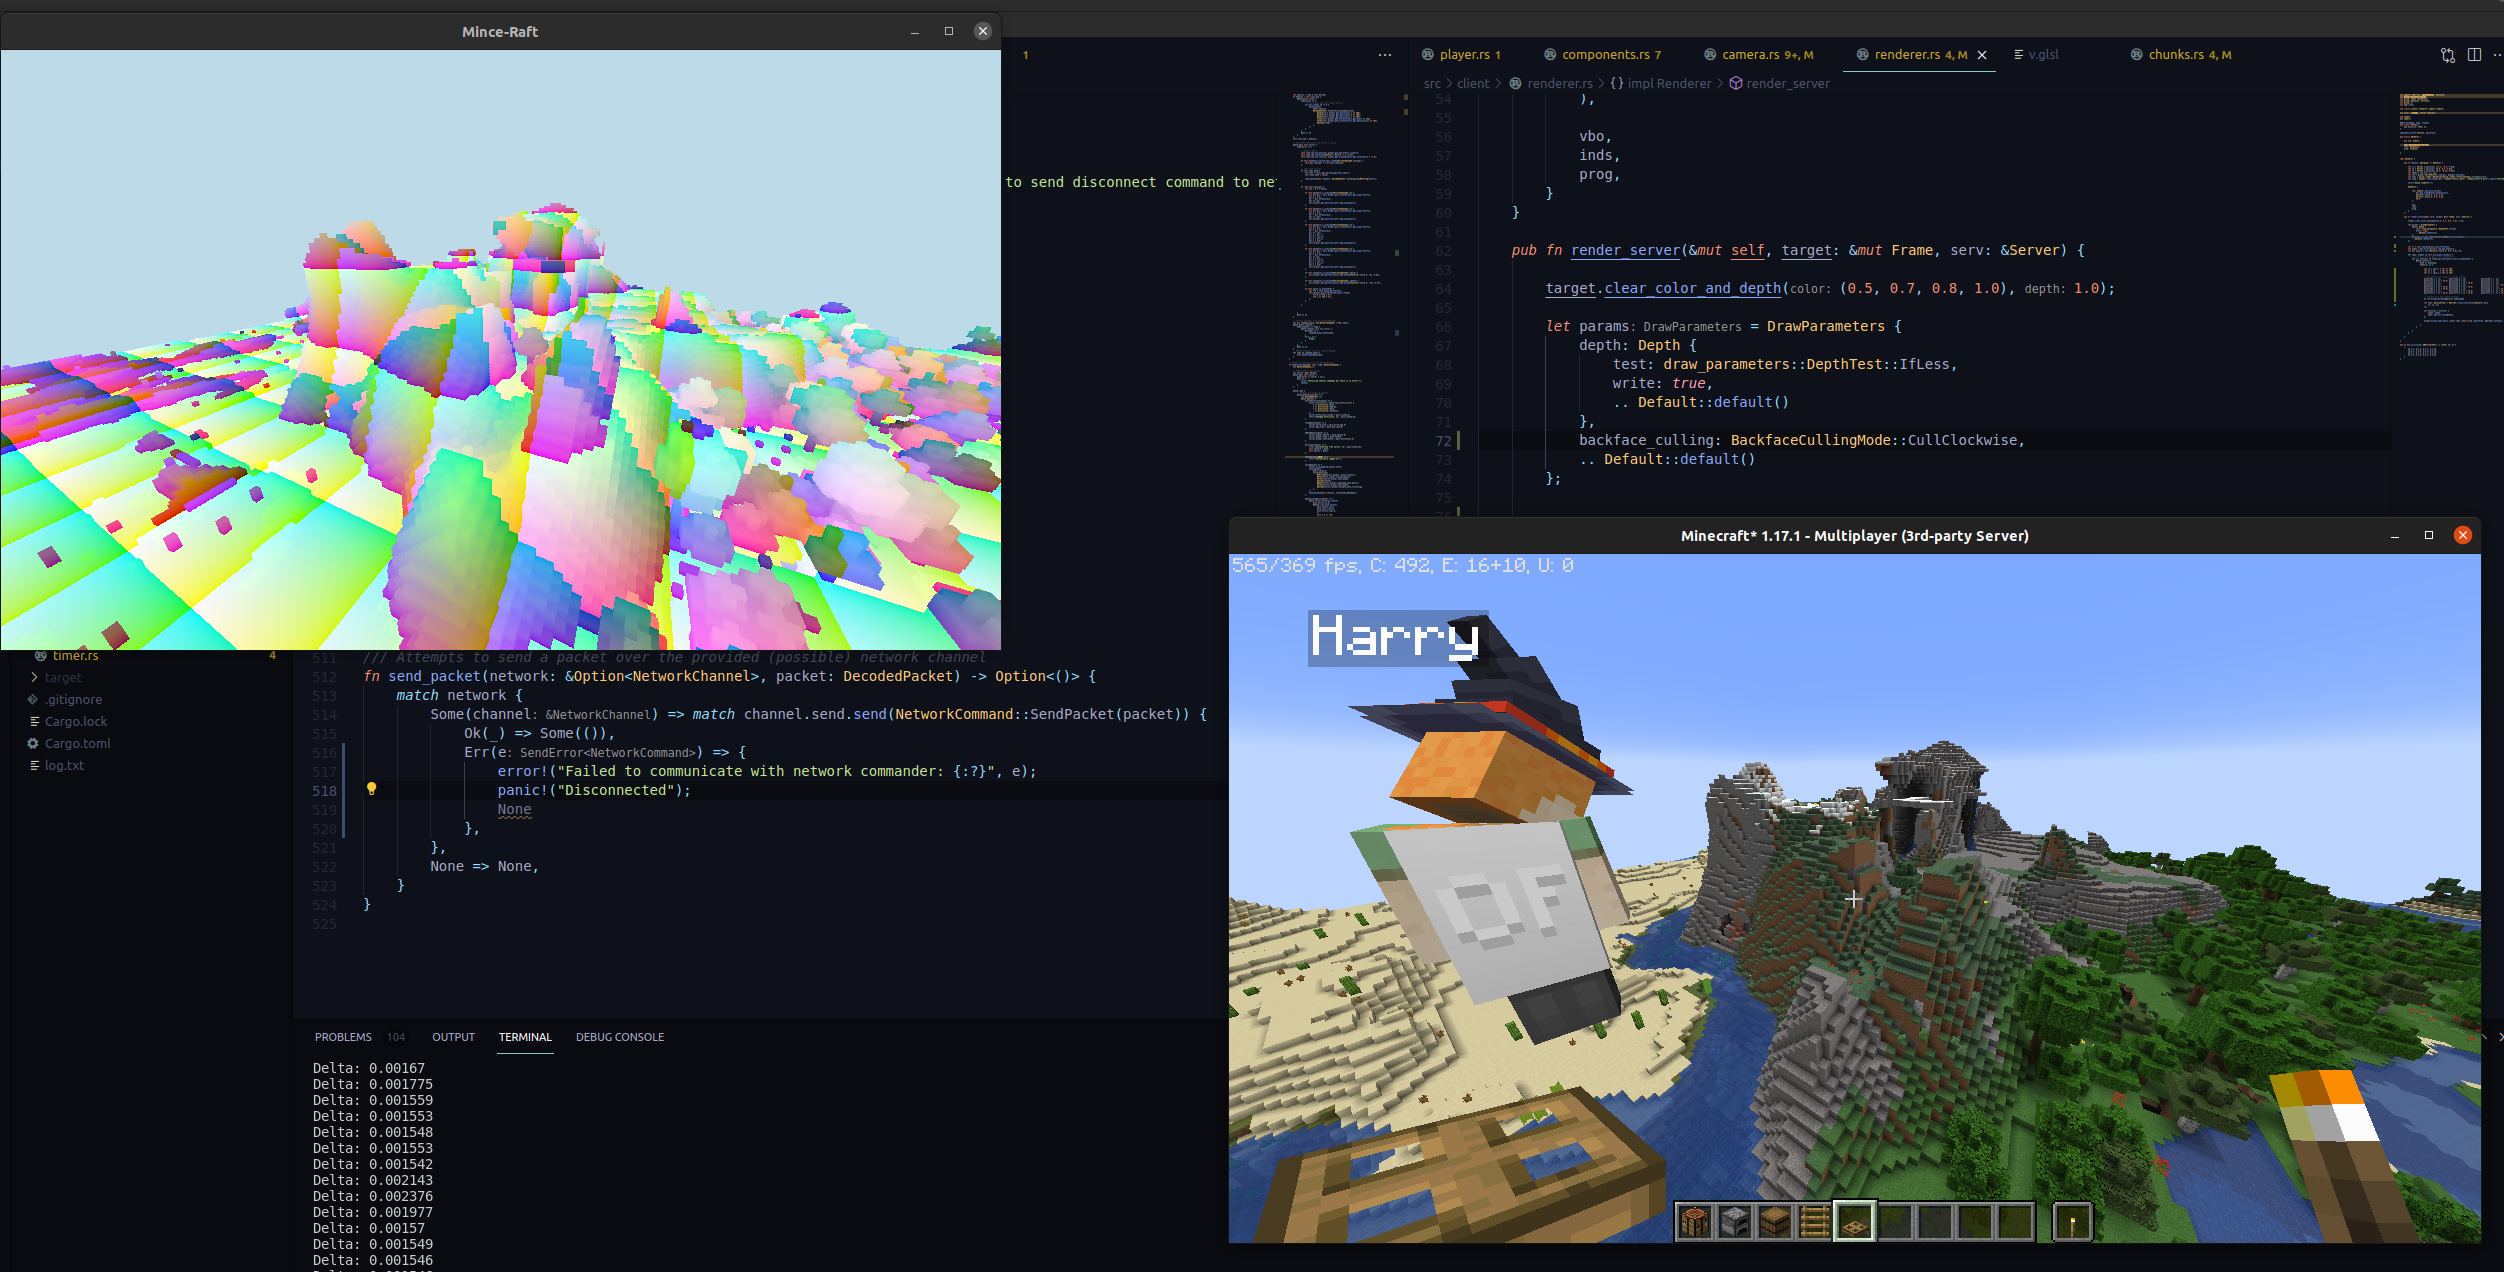 Mince-Raft
1
player.rs 1
components.rs 7
camera.rs 9+, M
renderer.rs 4, M
v.glsl
chunks.rs 4, M
src > client > renderer.rs > {} impl Renderer > render_server
to send disconnect command to ne
54 ),
55
56 vbo,
57 inds,
58 prog,
59 }
60 }
61
62 pub fn render_server(&mut self, target: &mut Frame, serv: &Server) {
63
64 target.clear_color_and_depth(color: (0.5, 0.7, 0.8, 1.0), depth: 1.0);
65
66 let params: DrawParameters = DrawParameters {
67 depth: Depth {
68 test: draw_parameters::DepthTest::IfLess,
69 write: true,
70 .. Default::default()
71 },
72 backface_culling: BackfaceCullingMode::CullClockwise,
73 .. Default::default()
74 };
75
timer.rs 4
> target
.gitignore
Cargo.lock
Cargo.toml
log.txt
511 /// Attempts to send a packet over the provided (possible) network channel
512 fn send_packet(network: &Option<NetworkChannel>, packet: DecodedPacket) -> Option<()> {
513 match network {
514 Some(channel: &NetworkChannel) => match channel.send.send(NetworkCommand::SendPacket(packet)) {
515 Ok(_) => Some(()),
516 Err(e: SendError<NetworkCommand>) => {
517 error!("Failed to communicate with network commander: {:?}", e);
518 panic!("Disconnected");
519 None
520 },
521 },
522 None => None,
523 }
524 }
525
PROBLEMS 104 OUTPUT TERMINAL DEBUG CONSOLE
Delta: 0.00167
Delta: 0.001775
Delta: 0.001559
Delta: 0.001553
Delta: 0.001548
Delta: 0.001553
Delta: 0.001542
Delta: 0.002143
Delta: 0.002376
Delta: 0.001977
Delta: 0.00157
Delta: 0.001549
Delta: 0.001546
Minecraft* 1.17.1 - Multiplayer (3rd-party Server)
565/369 fps, C: 492, E: 16+10, U: 0
Harry
OF